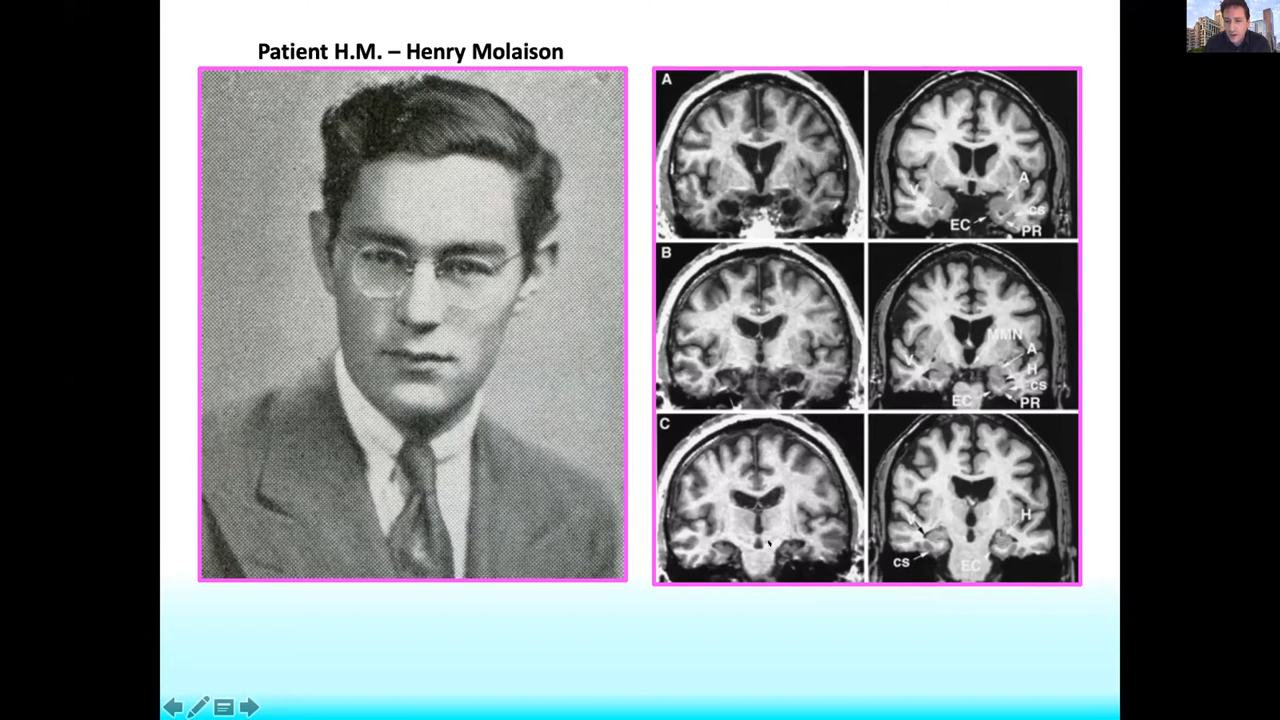 Patient H.M. – Henry Molaison
A
A
CS
EC
PR
B
MMN
V
A
H
CS
EC
PR
C
H
V
CS
EC